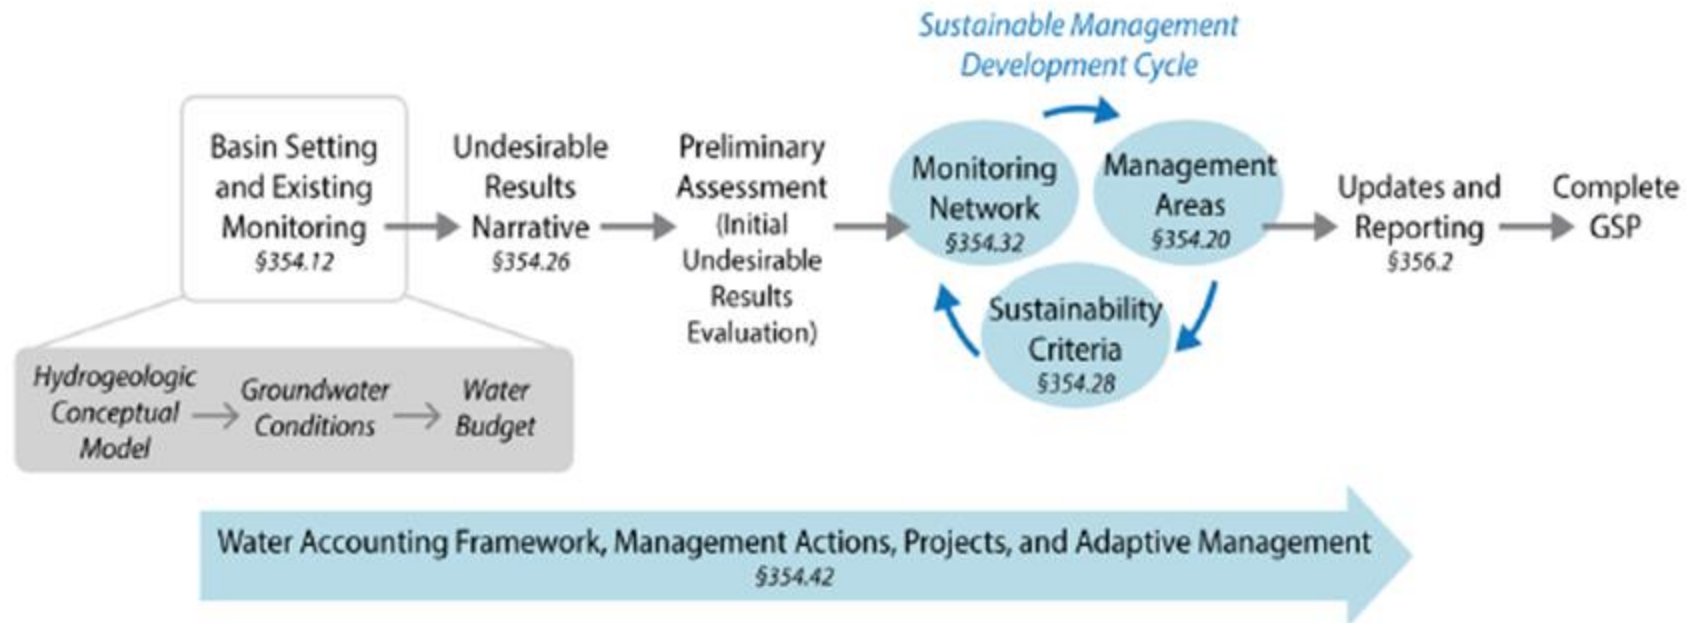 Sustainable Management
Development Cycle
Basin Setting
and Existing
Monitoring
§354.12
Undesirable
Results
Narrative
§354.26
Preliminary
Assessment
(Initial
Undesirable
Results
Evaluation)
Monitoring
Network
§354.32
Management
Areas
§354.20
Sustainability
Criteria
§354.28
Updates and
Reporting
§356.2
Complete
GSP
Hydrogeologic
Conceptual
Model
Groundwater
Conditions
Water
Budget
Water Accounting Framework, Management Actions, Projects, and Adaptive Management
§354.42